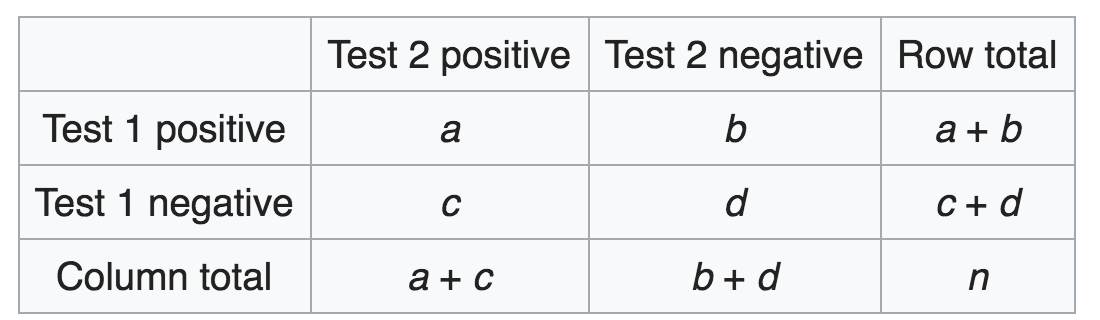 Test 2 positive Test 2 negative Row total
Test 1 positive a b a + b
Test 1 negative c d c + d
Column total a + c b + d n